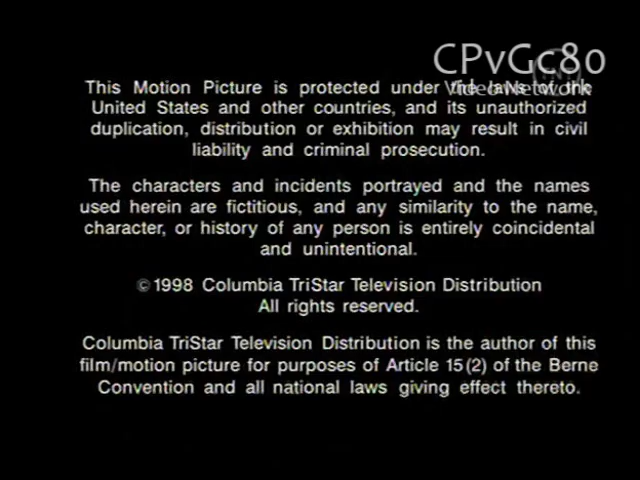 CPvGc80
Video Network
This Motion Picture is protected under the laws of the
United States and other countries, and its unauthorized
duplication, distribution or exhibition may result in civil
liability and criminal prosecution.
The characters and incidents portrayed and the names
used herein are fictitious, and any similarity to the name,
character, or history of any person is entirely coincidental
and unintentional.
©1998 Columbia TriStar Television Distribution
All rights reserved.
Columbia TriStar Television Distribution is the author of this
film/motion picture for purposes of Article 15(2) of the Berne
Convention and all national laws giving effect thereto.